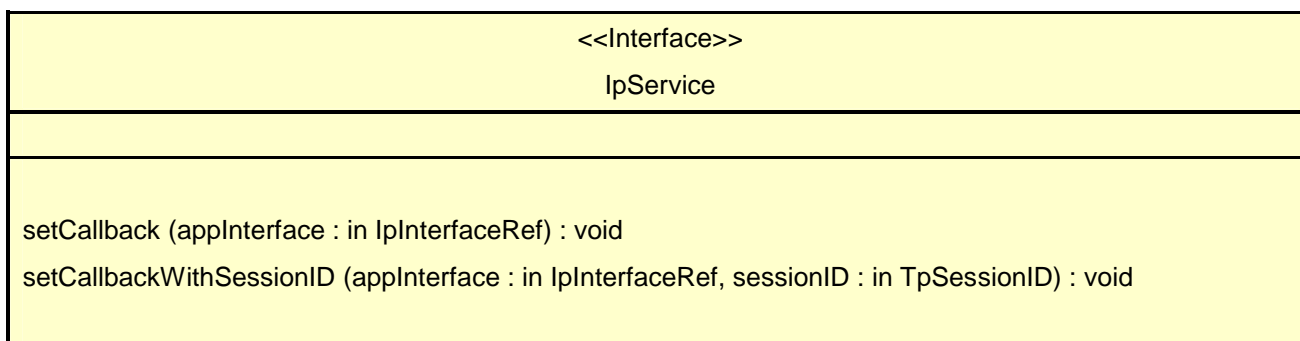 <<Interface>>
IpService
setCallback (appInterface : in IpInterfaceRef) : void
setCallbackWithSessionID (appInterface : in IpInterfaceRef, sessionID : in TpSessionID) : void